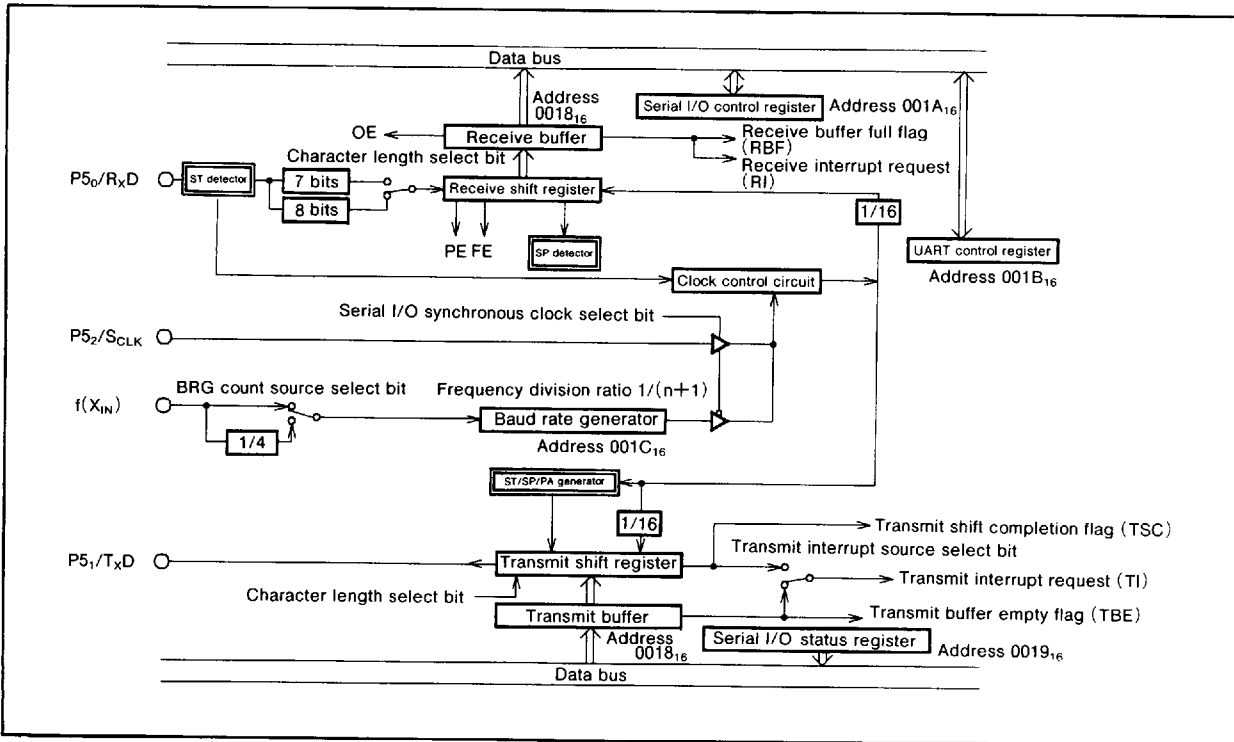 Data bus
Address
0018₁₆
Serial I/O control register
Address 001A₁₆
OE
Receive buffer
Receive buffer full flag
(RBF)
Character length select bit
Receive interrupt request
(RI)
P5₀/RₓD
ST detector
7 bits
8 bits
Receive shift register
1/16
PE FE
SP detector
UART control register
Address 001B₁₆
Clock control circuit
Serial I/O synchronous clock select bit
P5₂/S_CLK
BRG count source select bit
Frequency division ratio 1/(n+1)
f(X_IN)
Baud rate generator
1/4
Address 001C₁₆
ST/SP/PA generator
1/16
Transmit shift completion flag (TSC)
Transmit interrupt source select bit
P5₁/TₓD
Transmit shift register
Transmit interrupt request (TI)
Character length select bit
Transmit buffer
Transmit buffer empty flag (TBE)
Address
0018₁₆
Serial I/O status register
Address 0019₁₆
Data bus